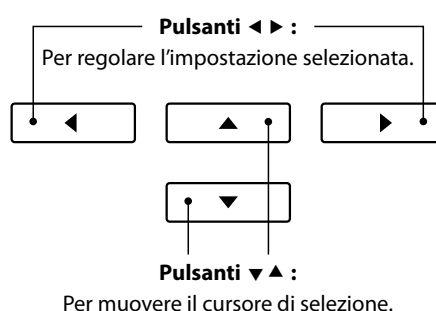 Pulsanti ◀ ▶ :
Per regolare l’impostazione selezionata.
Pulsanti ▼ ▲ :
Per muovere il cursore di selezione.